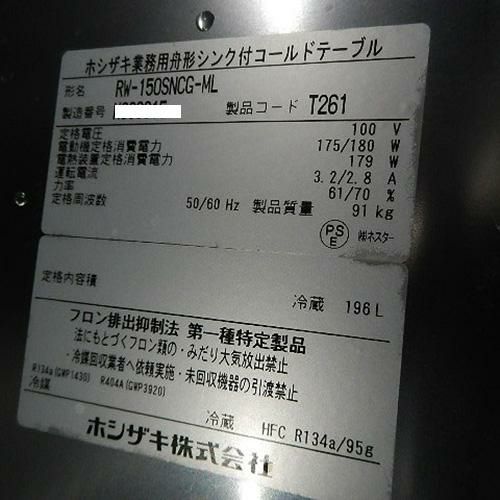 ホシザキ業務用舟形シンク付コールドテーブル
形名 RW-150SNCG-ML
製造番号 製品コード T261
定格電圧 100 V
電動機定格消費電力 175/180 W
電熱装置定格消費電力 179 W
運転電流 3.2/2.8 A
力率 61/70 %
定格周波数 50/60 Hz 製品質量 91 kg
PSE ㈱ネスター
定格内容積
冷蔵 196 L
フロン排出抑制法 第一種特定製品
法にもとづくフロン類の・みだり大気放出禁止
・冷媒回収業者へ依頼実施・未回収機器の引渡禁止
R134a(GWP1430) R404A(GWP3920)
冷媒
冷蔵 HFC R134a/95g
ホシザキ株式会社